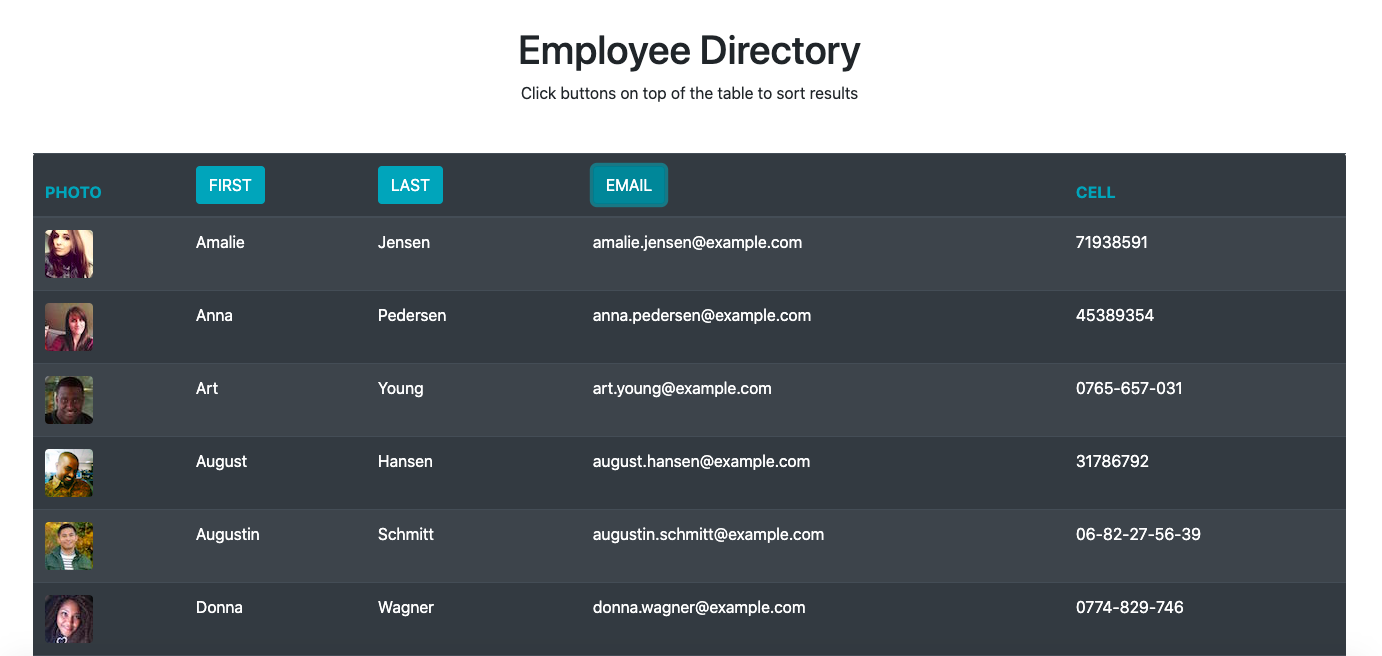 Employee Directory
Click buttons on top of the table to sort results
PHOTO FIRST LAST EMAIL CELL
Amalie Jensen amalie.jensen@example.com 71938591
Anna Pedersen anna.pedersen@example.com 45389354
Art Young art.young@example.com 0765-657-031
August Hansen august.hansen@example.com 31786792
Augustin Schmitt augustin.schmitt@example.com 06-82-27-56-39
Donna Wagner donna.wagner@example.com 0774-829-746